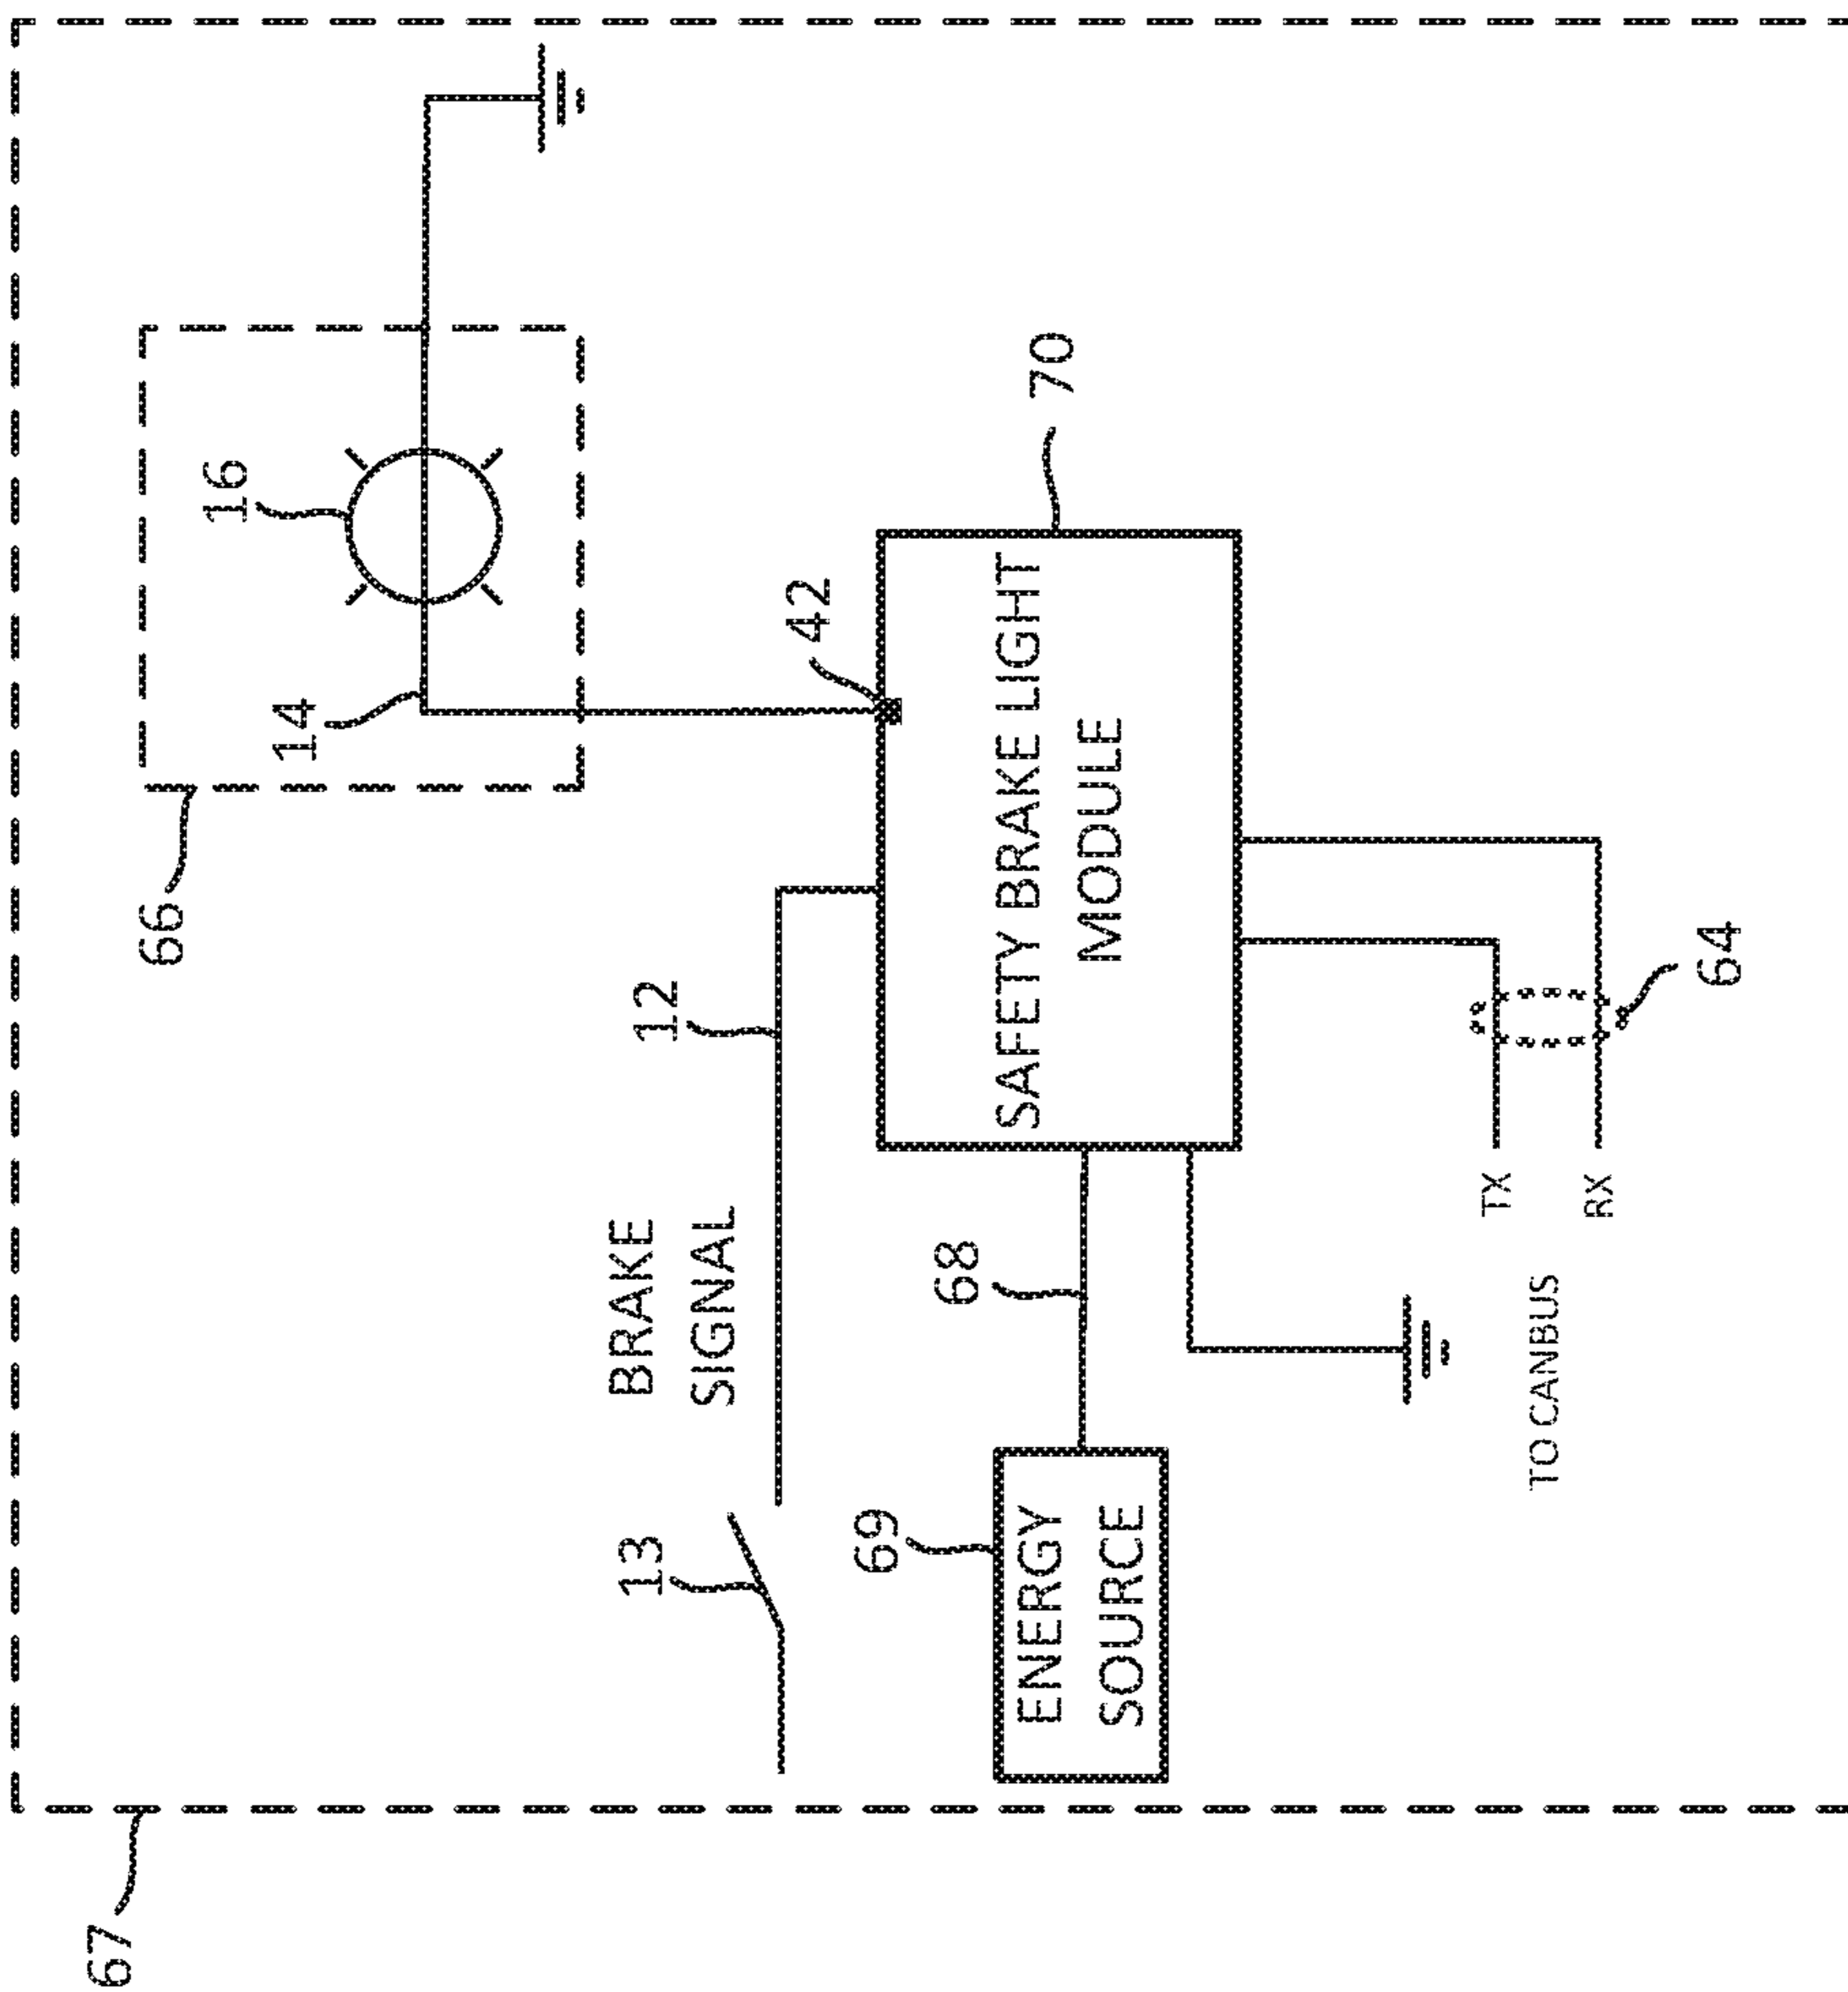 67
66
14
16
13
BRAKE
SIGNAL
12
42
69
ENERGY
SOURCE
68
SAFETY BRAKE LIGHT
MODULE
70
TO CANBUS
TX
RX
64